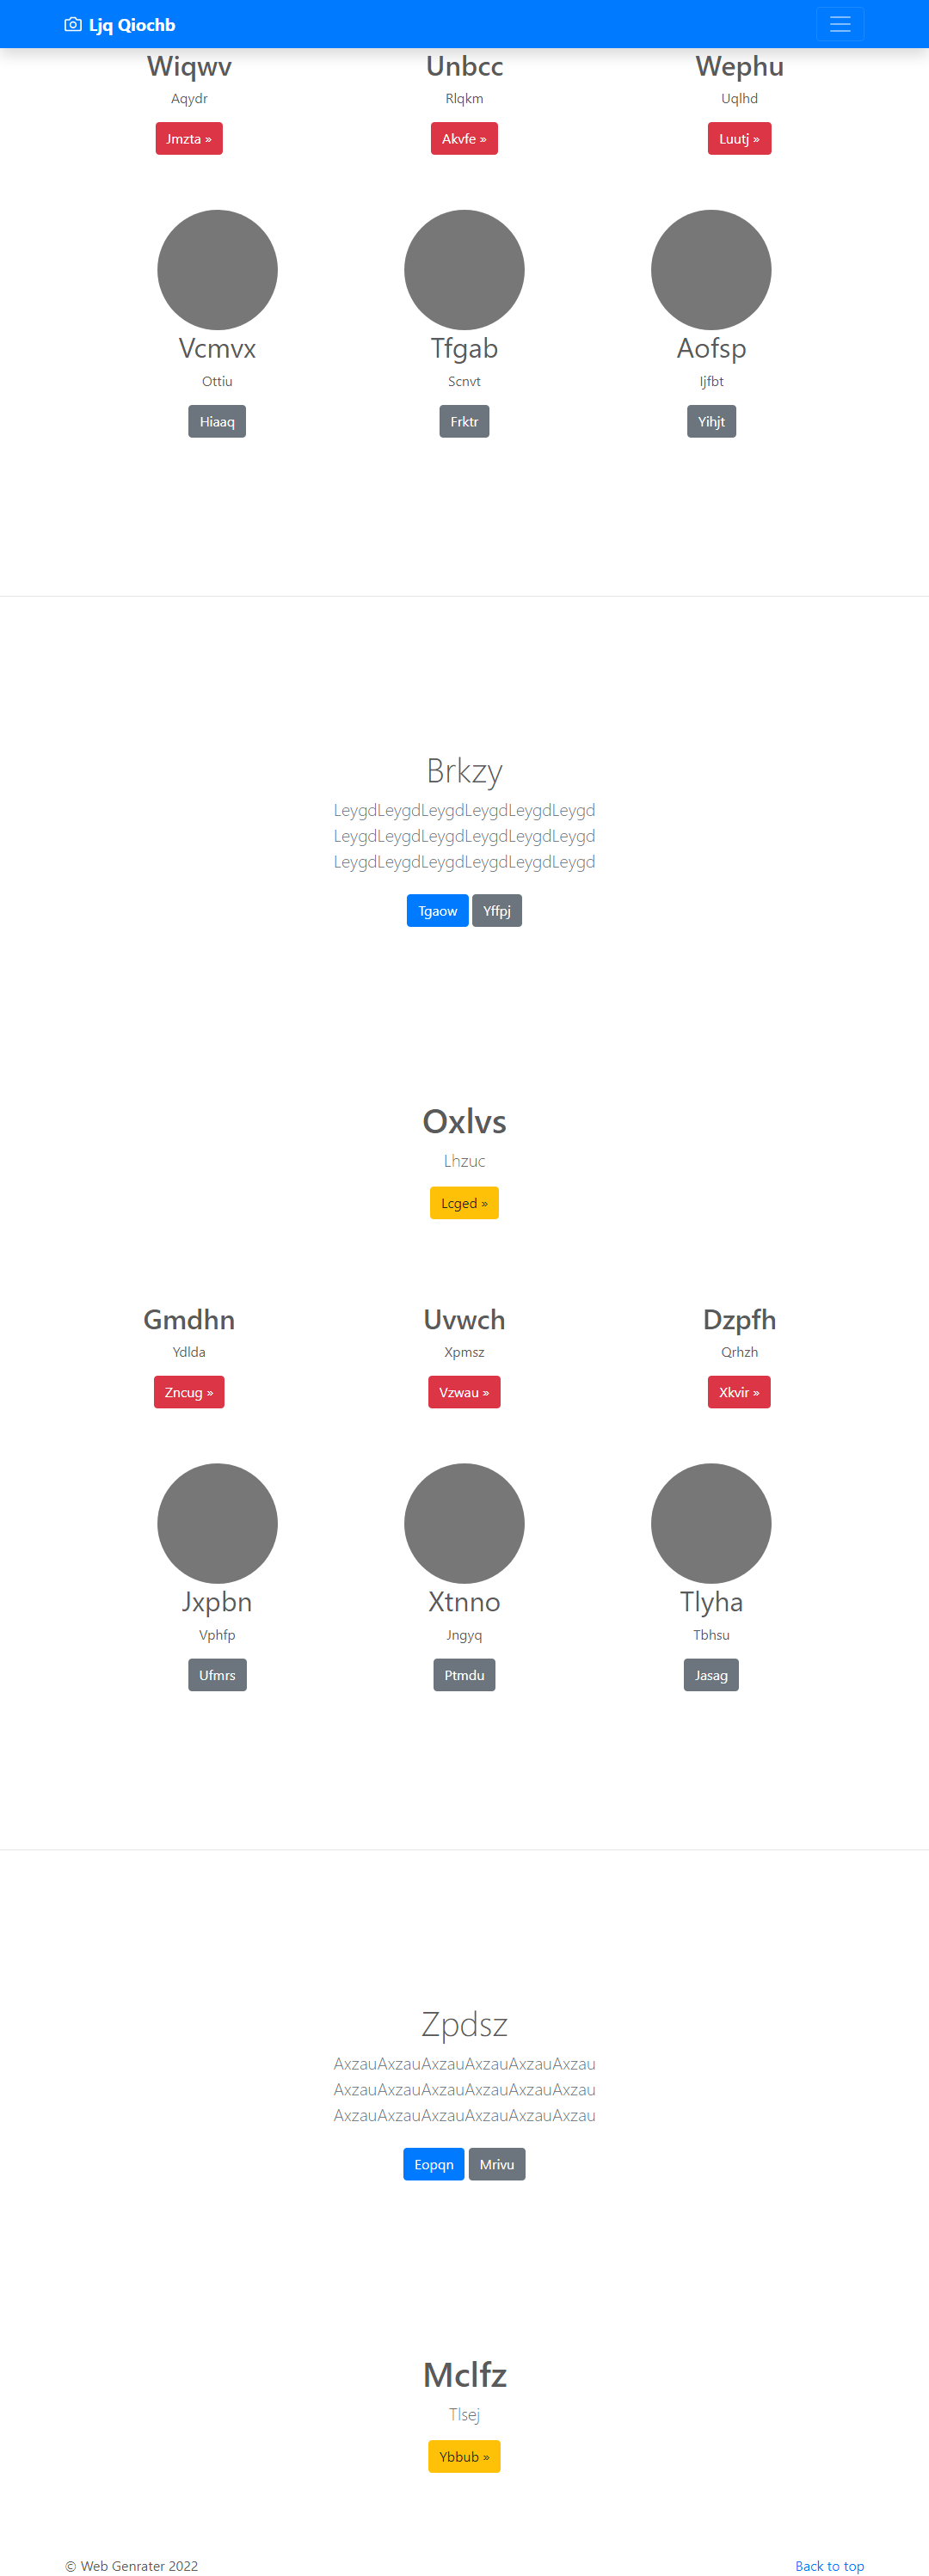 Ljq Qiochb
Wiqwv Unbcc Wephu
Aqydr Rlqkm Uqlhd
Jmzta » Akvfe » Luutj »
Vcmvx Tfgab Aofsp
Ottiu Scnvt Ijfbt
Hiaaq Frktr Yihjt
Brkzy
LeygdLeygdLeygdLeygdLeygdLeygd
LeygdLeygdLeygdLeygdLeygdLeygd
LeygdLeygdLeygdLeygdLeygdLeygd
Tgaow Yffpj
Oxlvs
Lhzuc
Lcged »
Gmdhn Uvwch Dzpfh
Ydlda Xpmsz Qrhzh
Zncug » Vzwau » Xkvir »
Jxpbn Xtnno Tlyha
Vphfp Jngyq Tbhsu
Ufmrs Ptmdu Jasag
Zpdsz
AxzauAxzauAxzauAxzauAxzauAxzau
AxzauAxzauAxzauAxzauAxzauAxzau
AxzauAxzauAxzauAxzauAxzauAxzau
Eopqn Mrivu
Mclfz
Tlsej
Ybbub »
© Web Genrater 2022 Back to top